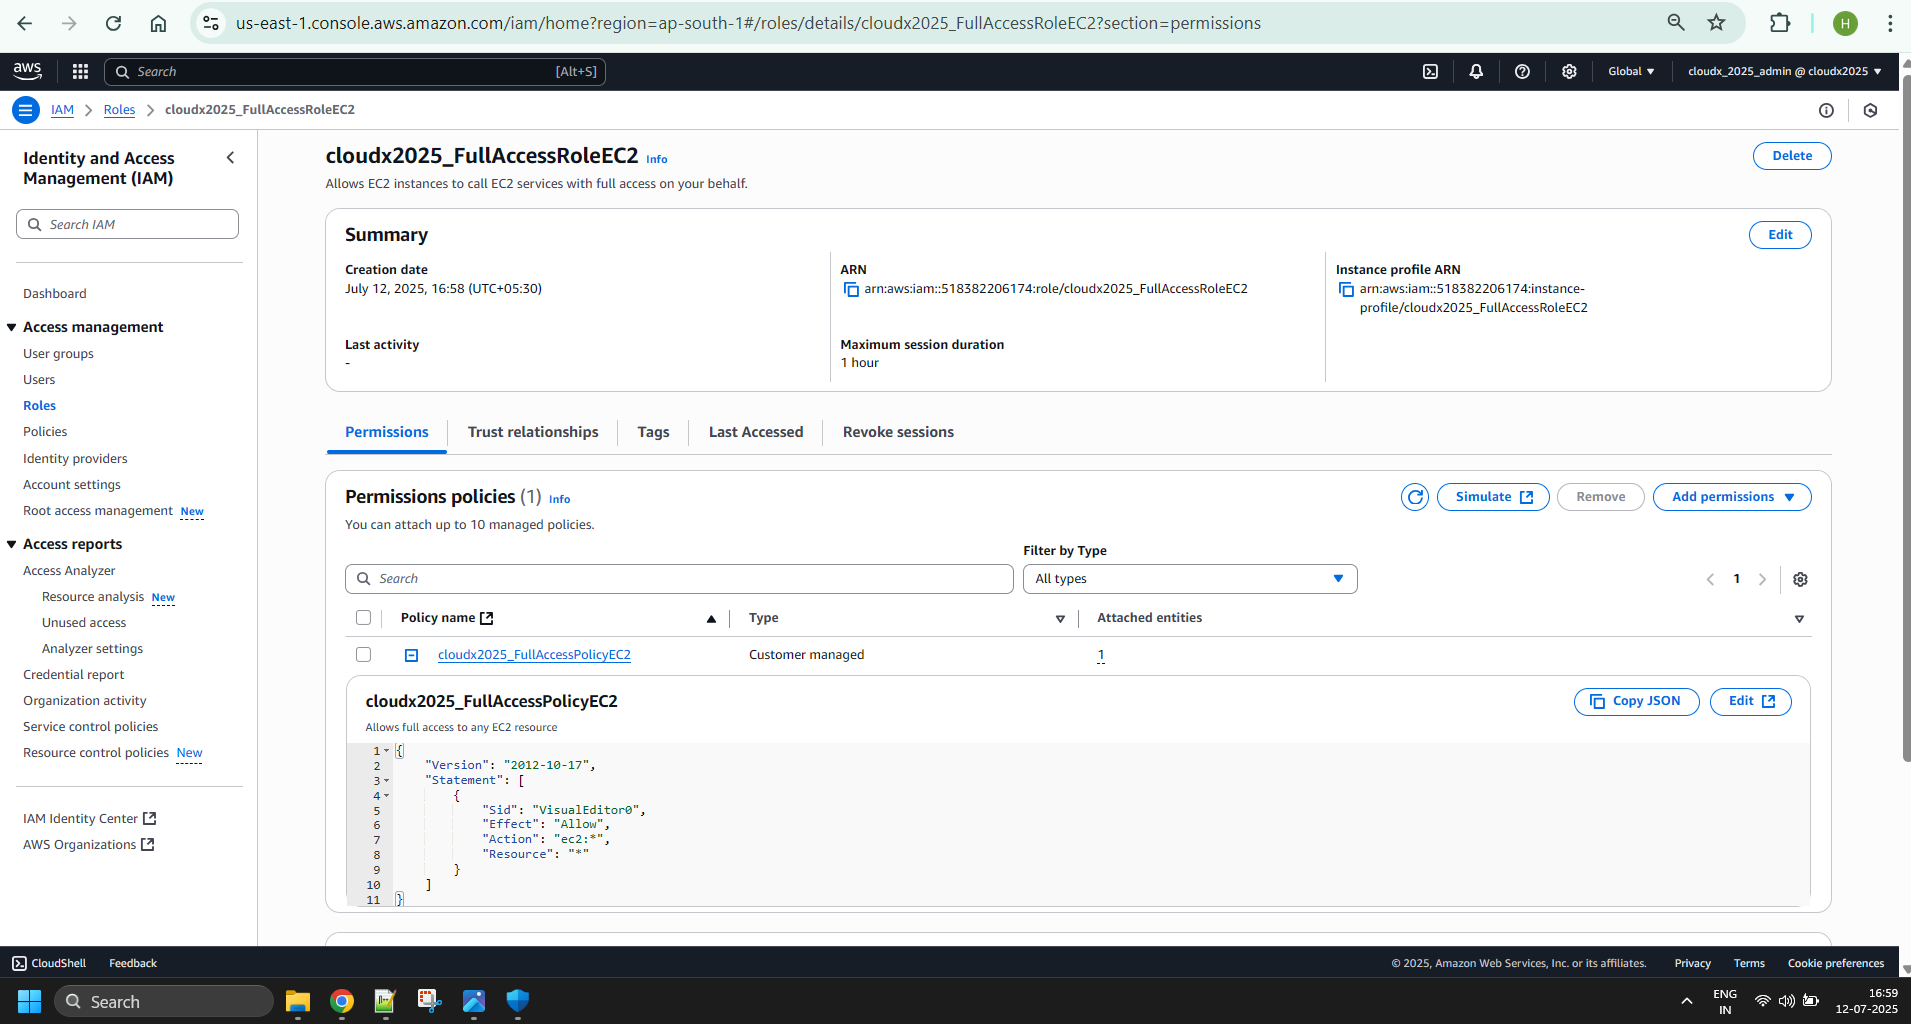 us-east-1.console.aws.amazon.com/iam/home?region=ap-south-1#/roles/details/cloudx2025_FullAccessRoleEC2?section=permissions
H
aws
Search
[Alt+S]
Global
cloudx_2025_admin @ cloudx2025
IAM
Roles
cloudx2025_FullAccessRoleEC2
Identity and Access
Management (IAM)
Search IAM
Dashboard
Access management
User groups
Users
Roles
Policies
Identity providers
Account settings
Root access management New
Access reports
Access Analyzer
Resource analysis New
Unused access
Analyzer settings
Credential report
Organization activity
Service control policies
Resource control policies New
IAM Identity Center
AWS Organizations
cloudx2025_FullAccessRoleEC2 Info
Delete
Allows EC2 instances to call EC2 services with full access on your behalf.
Summary
Edit
Creation date
July 12, 2025, 16:58 (UTC+05:30)
ARN
arn:aws:iam::518382206174:role/cloudx2025_FullAccessRoleEC2
Instance profile ARN
arn:aws:iam::518382206174:instance-
profile/cloudx2025_FullAccessRoleEC2
Last activity
-
Maximum session duration
1 hour
Permissions
Trust relationships
Tags
Last Accessed
Revoke sessions
Permissions policies (1) Info
Simulate
Remove
Add permissions
You can attach up to 10 managed policies.
Filter by Type
Search
All types
1
Policy name
Type
Attached entities
cloudx2025_FullAccessPolicyEC2
Customer managed
1
cloudx2025_FullAccessPolicyEC2
Copy JSON
Edit
Allows full access to any EC2 resource
1 {
2 "Version": "2012-10-17",
3 "Statement": [
4 {
5 "Sid": "VisualEditor0",
6 "Effect": "Allow",
7 "Action": "ec2:*",
8 "Resource": "*"
9 }
10 ]
11 }
CloudShell
Feedback
© 2025, Amazon Web Services, Inc. or its affiliates.
Privacy
Terms
Cookie preferences
Search
ENG
IN
16:59
12-07-2025